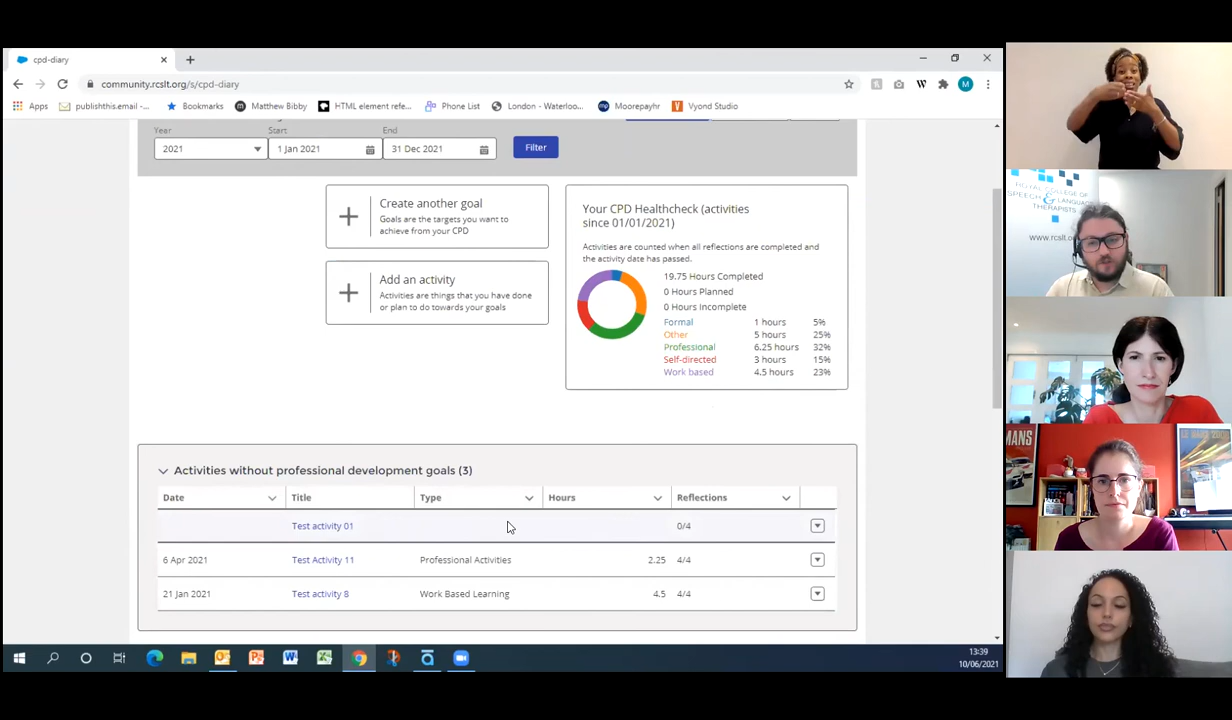 cpd-diary
community.rcslt.org/s/cpd-diary
Apps publishthis.email -... Bookmarks Matthew Bibby HTML element refe... Phone List London - Waterloo... Moorepayhr Vyond Studio
Year Start End
2021 1 Jan 2021 31 Dec 2021 Filter
Create another goal
Goals are the targets you want to
achieve from your CPD
Add an activity
Activities are things that you have done
or plan to do towards your goals
Your CPD Healthcheck (activities
since 01/01/2021)
Activities are counted when all reflections are completed and
the activity date has passed.
19.75 Hours Completed
0 Hours Planned
0 Hours Incomplete
Formal 1 hours 5%
Other 5 hours 25%
Professional 6.25 hours 32%
Self-directed 3 hours 15%
Work based 4.5 hours 23%
Activities without professional development goals (3)
Date Title Type Hours Reflections
Test activity 01 0/4
6 Apr 2021 Test Activity 11 Professional Activities 2.25 4/4
21 Jan 2021 Test activity 8 Work Based Learning 4.5 4/4
13:39
10/06/2021
ROYAL COLLEGE OF
SPEECH & LANGUAGE
THERAPISTS
www.rcslt.org
MANS